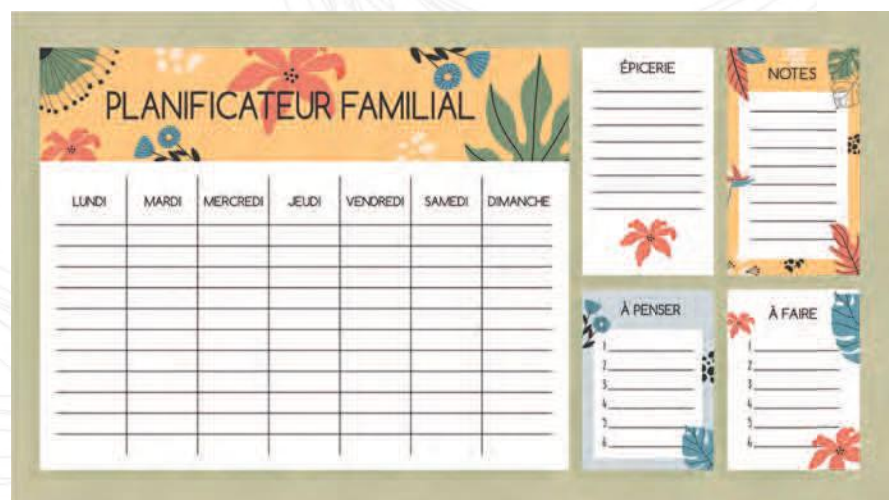 PLANIFICATEUR FAMILIAL
LUNDI MARDI MERCREDI JEUDI VENDREDI SAMEDI DIMANCHE
ÉPICERIE
NOTES
À PENSER
1
2
3
4
5
6
À FAIRE
1
2
3
4
5
6